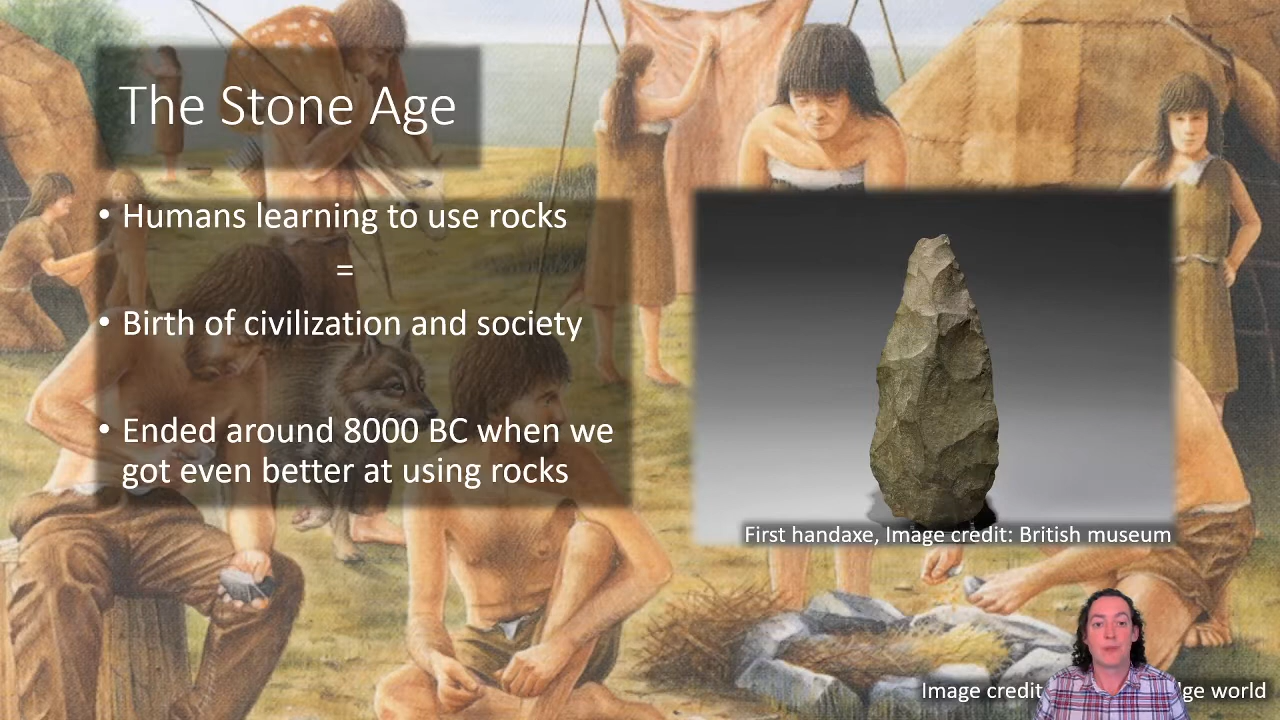 The Stone Age
• Humans learning to use rocks
=
• Birth of civilization and society
• Ended around 8000 BC when we
got even better at using rocks
First handaxe, Image credit: British museum
Image credit
world